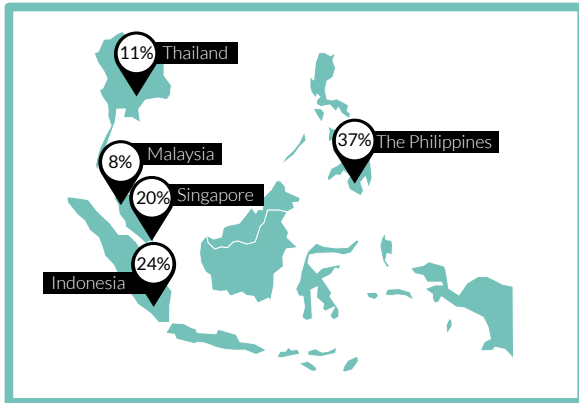 11% Thailand
37% The Philippines
8% Malaysia
20% Singapore
24%
Indonesia